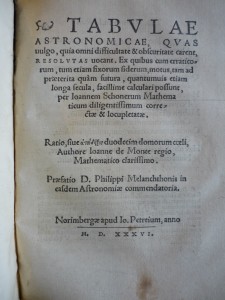 TABVLAE
ASTRONOMICAE, QVAS
uulgo, quia omni difficultate & obscuritate carent,
RESOLVTAS uocant. Ex quibus cum erratico-
rum, tum etiam fixorum siderum, motus, tam ad
præterita quàm futura, quantumuis etiam
longa secula, facillime calculari possunt,
per Ioannem Schonerum Mathema
ticum diligentissimum corre-
ctæ & locupletatæ.
Ratio, siue duodecim domorum cœli,
Authore Ioanne de Monte regio,
Mathematico clarissimo.
Præfatio D. Philippi Melanchthonis in
easdem Astronomiæ commendatoria.
Norimbergæ apud Io. Petreium, anno
M. D. XXXVI.